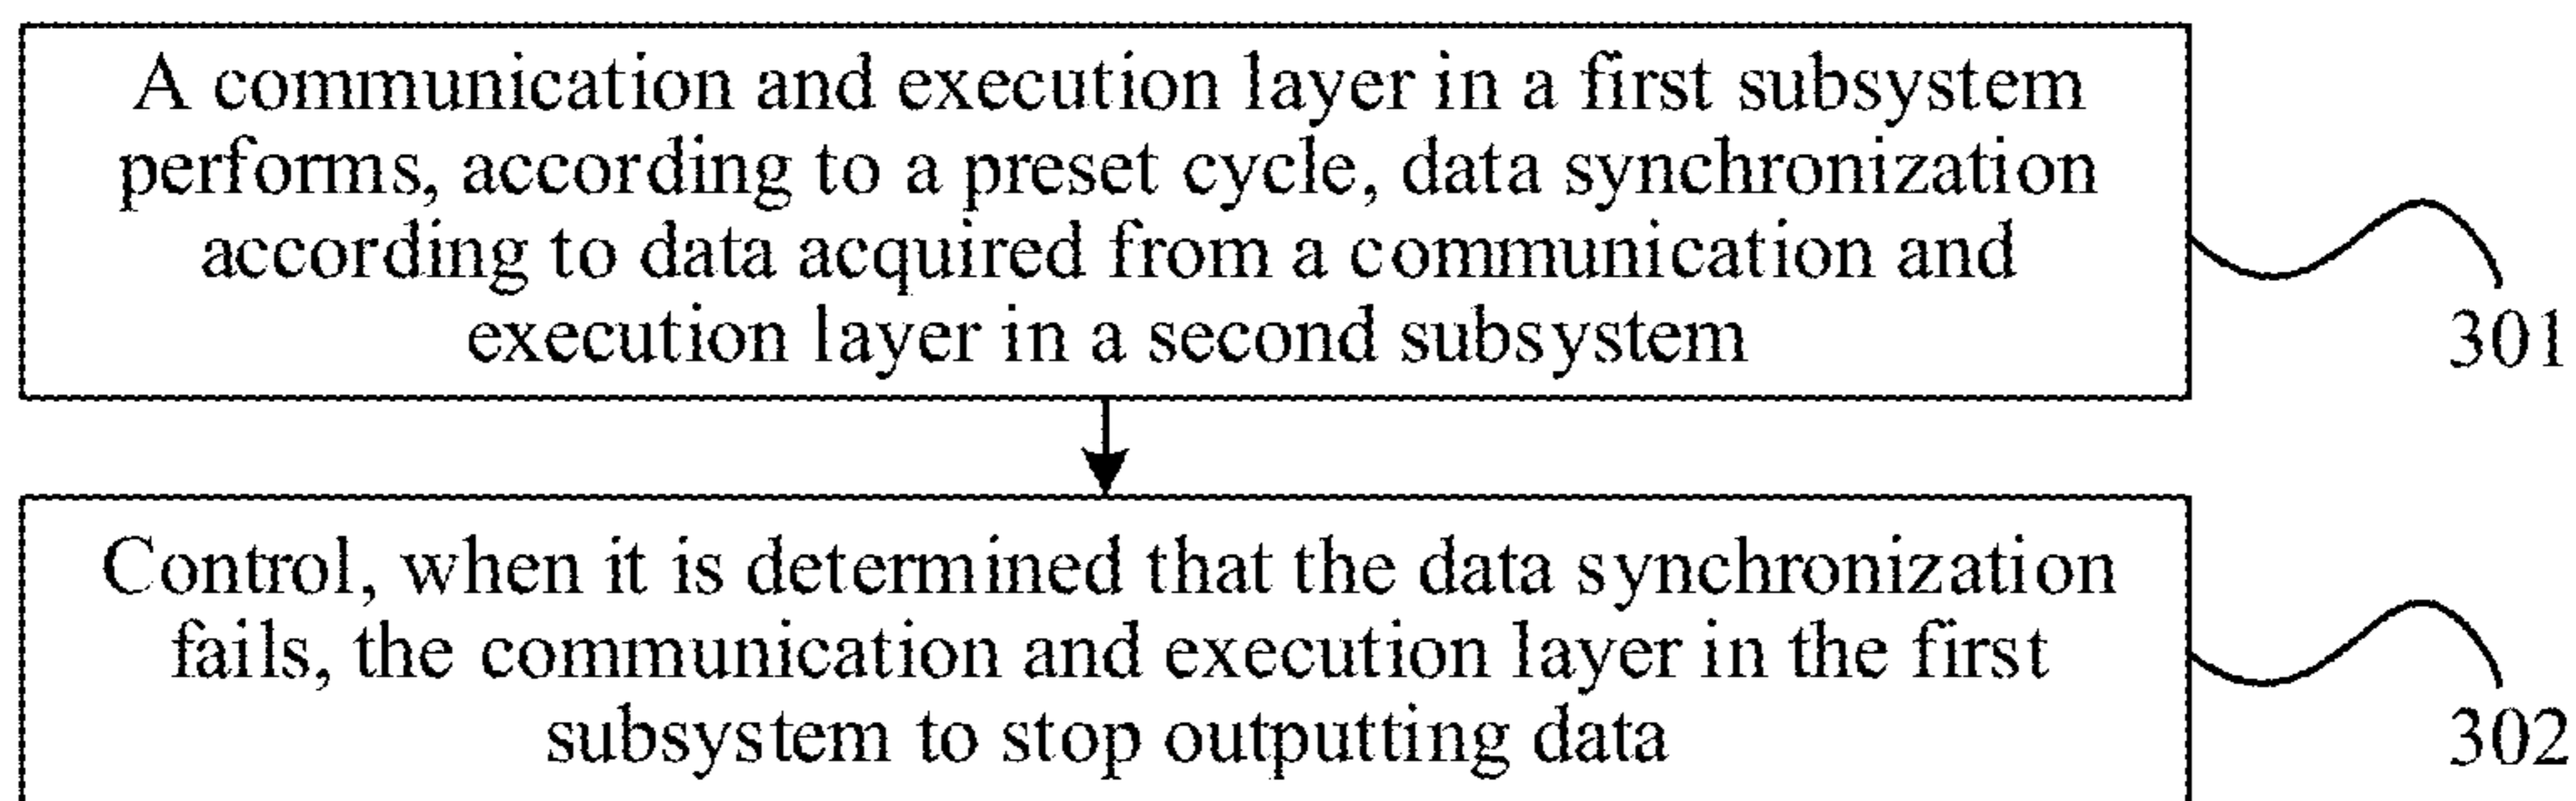 A communication and execution layer in a first subsystem
performs, according to a preset cycle, data synchronization
according to data acquired from a communication and
execution layer in a second subsystem
301
Control, when it is determined that the data synchronization
fails, the communication and execution layer in the first
subsystem to stop outputting data
302